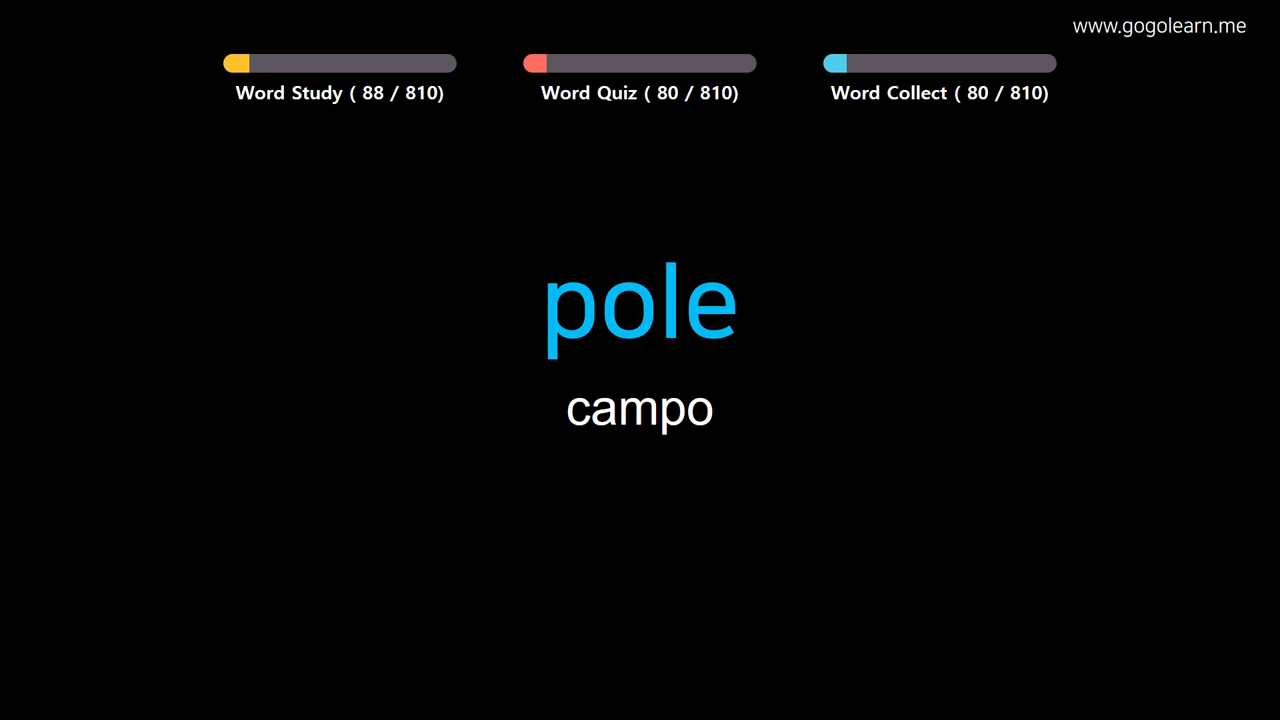 www.gogolearn.me
Word Study ( 88 / 810)
Word Quiz ( 80 / 810)
Word Collect ( 80 / 810)
pole
campo